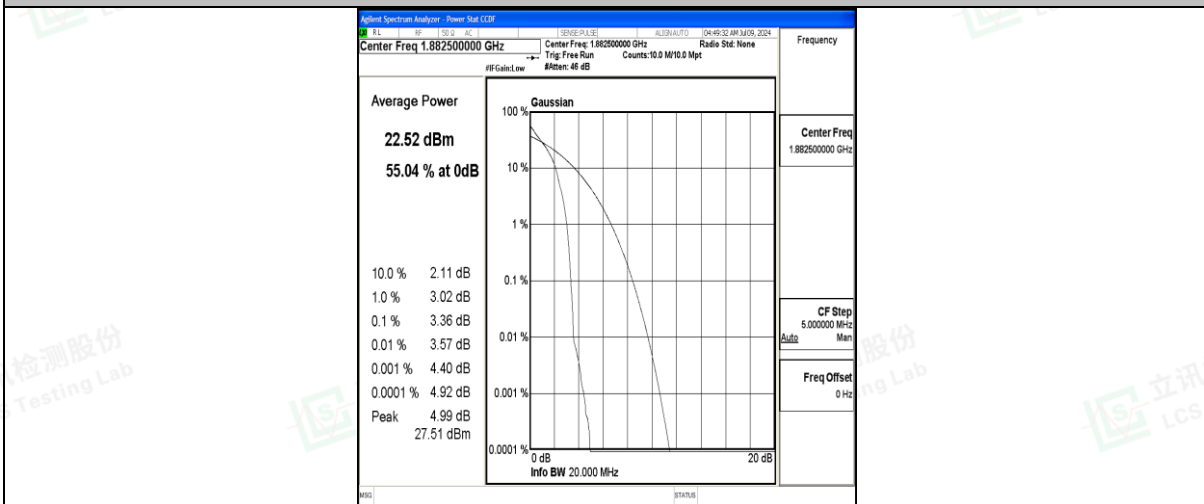 Agilent Spectrum Analyzer - Power Stat CCDF
RL RF 50 Ω AC SENSE:PULSE ALIGN AUTO 04:49:32 AM Jul 09, 2024
Center Freq 1.882500000 GHz
Center Freq: 1.882500000 GHz Radio Std: None
Trig: Free Run Counts:10.0 M/10.0 Mpt
#IFGain:Low #Atten: 46 dB
Frequency
Average Power
22.52 dBm
55.04 % at 0dB
10.0 % 2.11 dB
1.0 % 3.02 dB
0.1 % 3.36 dB
0.01 % 3.57 dB
0.001 % 4.40 dB
0.0001 % 4.92 dB
Peak 4.99 dB
27.51 dBm
Gaussian
100 %
10 %
1 %
0.1 %
0.01 %
0.001 %
0.0001 %
0 dB 20 dB
Info BW 20.000 MHz
Center Freq
1.882500000 GHz
CF Step
5.000000 MHz
Auto Man
Freq Offset
0 Hz
MSG STATUS
检测股份
Testing Lab
股份
ng Lab
立讯
LCS